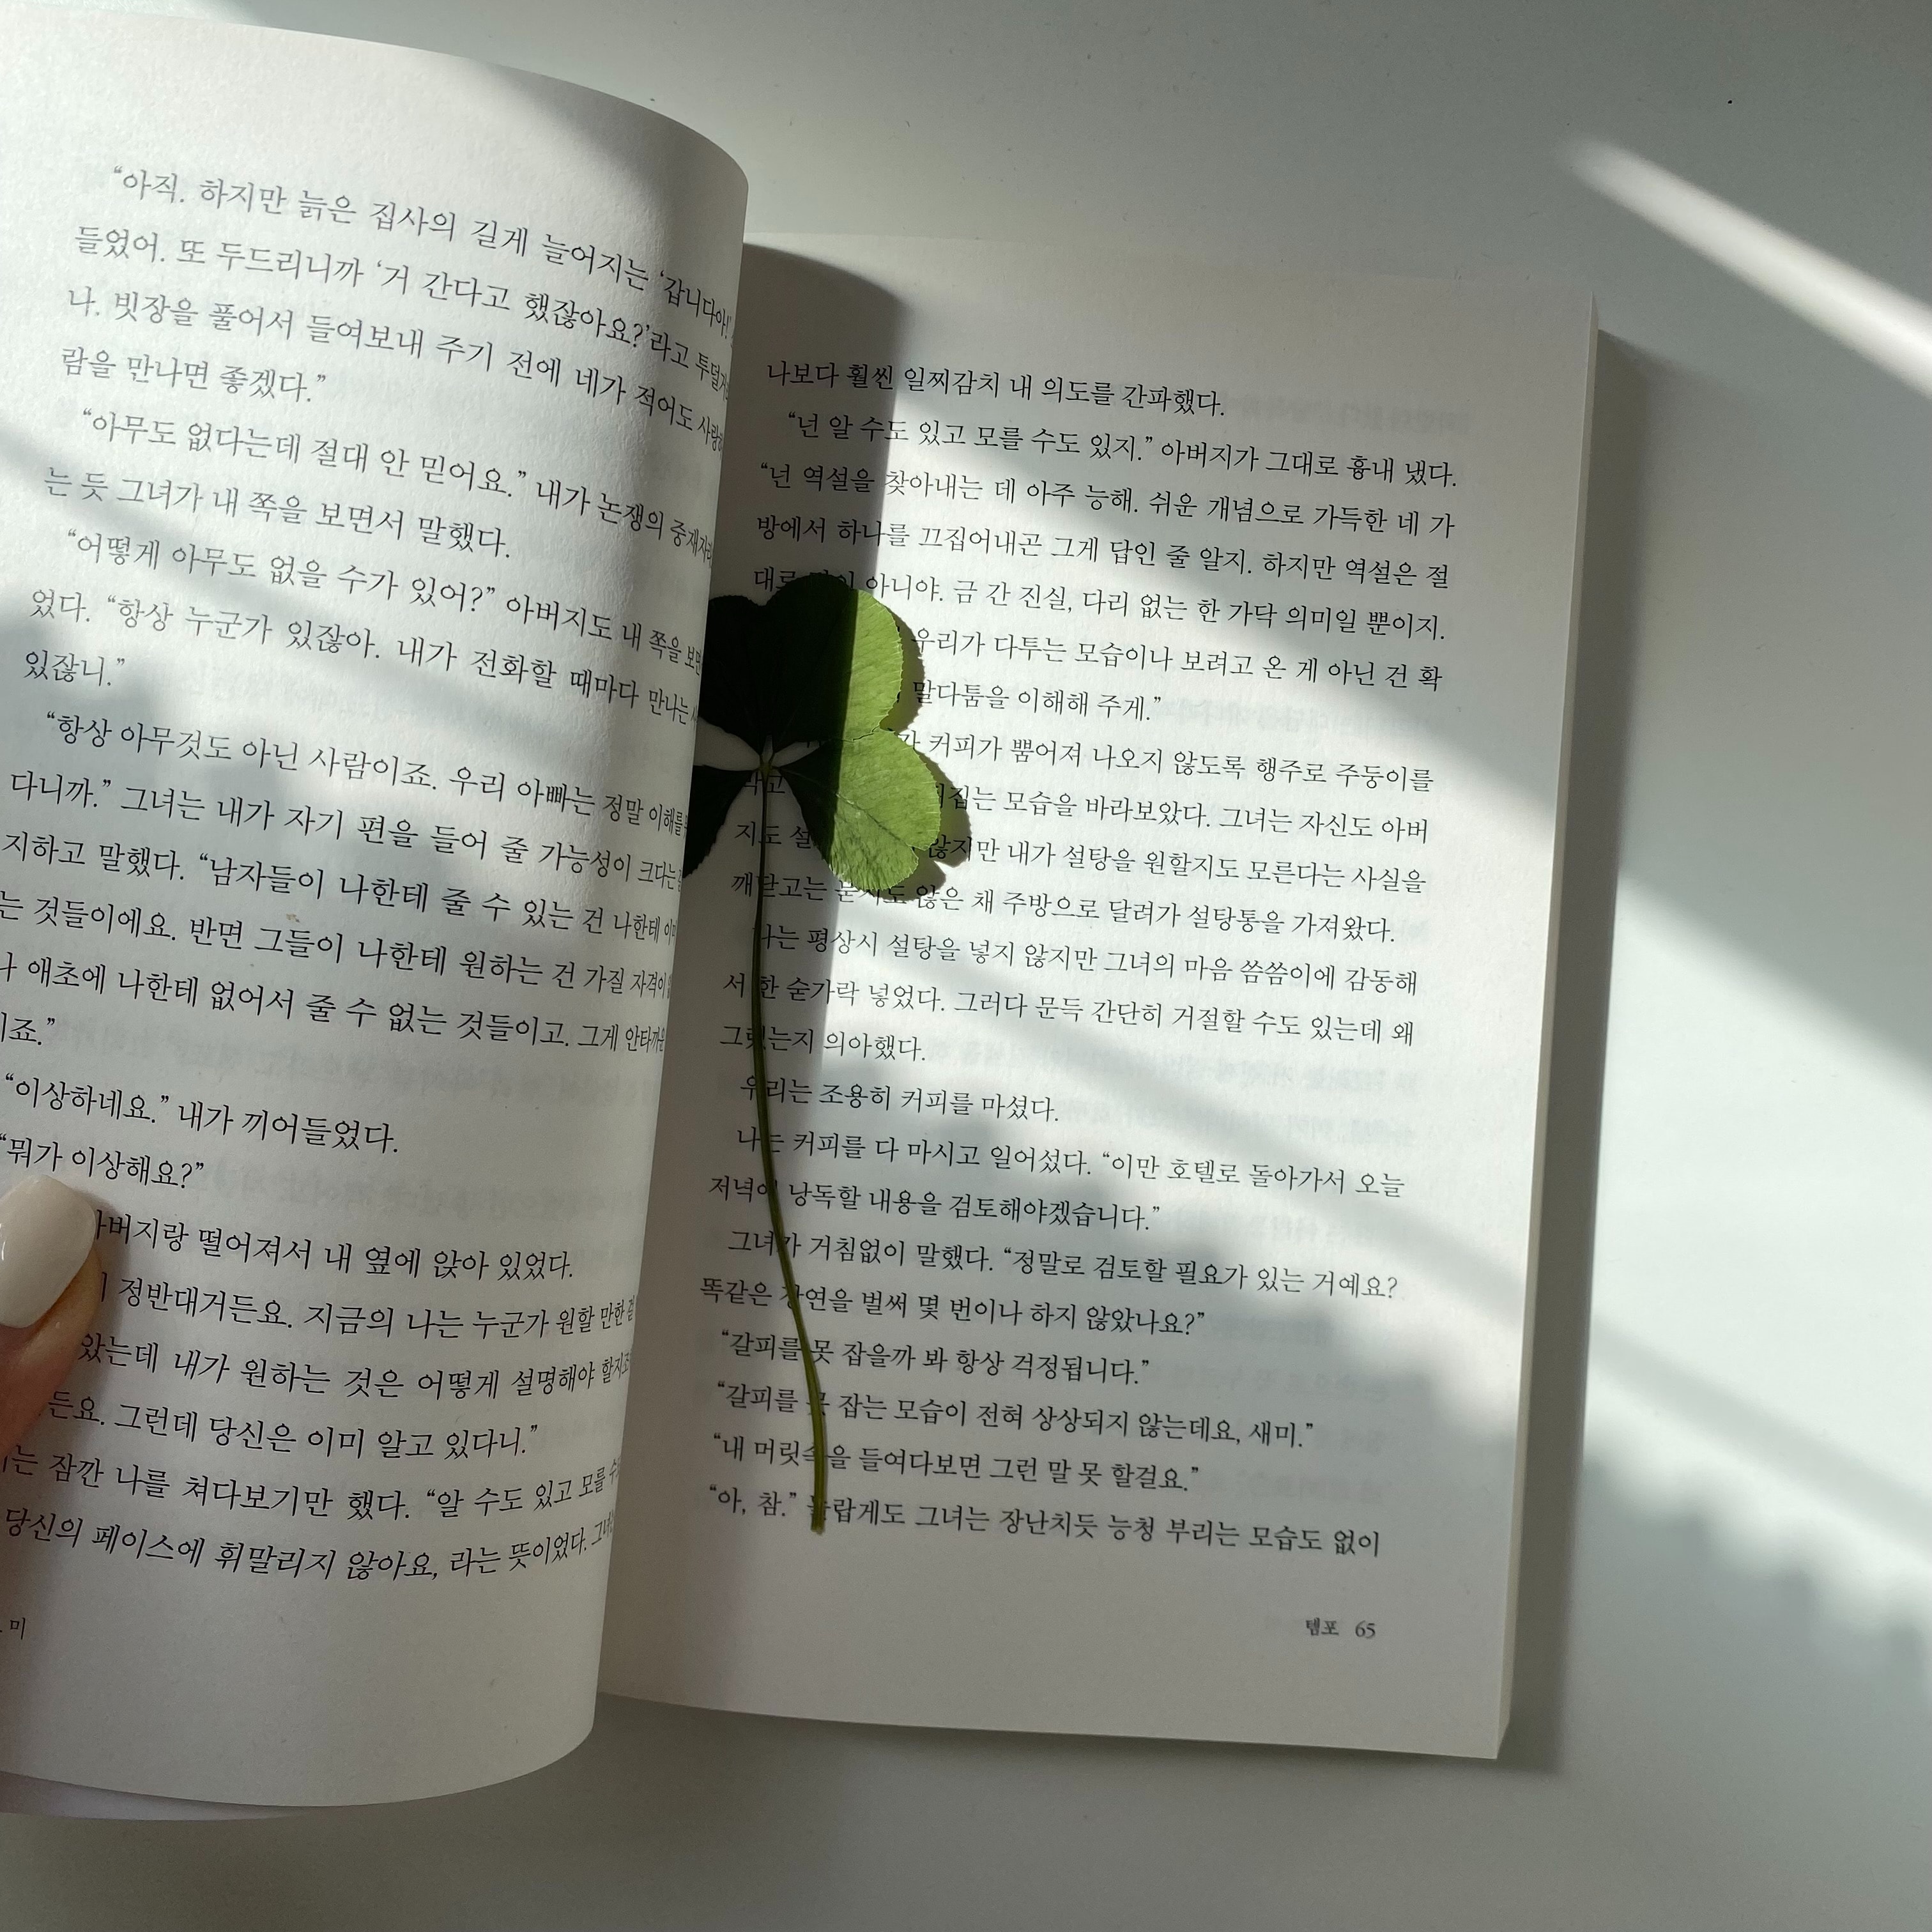 “아직. 하지만 늙은 집사의 길게 늘어지는 ‘갑니다아!’
들었어. 또 두드리니까 ‘거 간다고 했잖아요?’라고
나. 빗장을 풀어서 들여보내 주기 전에 네가 적어도
람을 만나면 좋겠다.”
“아무도 없다는데 절대 안 믿어요.” 내가 논쟁의
는 듯 그녀가 내 쪽을 보면서 말했다.
“어떻게 아무도 없을 수가 있어?” 아버지도 내 쪽을
었다. “항상 누군가 있잖아. 내가 전화할 때마다 만나는
있잖니.”
“항상 아무것도 아닌 사람이죠. 우리 아빠는 정말
다니까.” 그녀는 내가 자기 편을 들어 줄 가능성이 크다는
지하고 말했다. “남자들이 나한테 줄 수 있는 건 나한테
는 것들이에요. 반면 그들이 나한테 원하는 건 가질
애초에 나한테 없어서 줄 수 없는 것들이고. 그게
“이상하네요.” 내가 끼어들었다.
“뭐가 이상해요?”
떨어져서 내 옆에 앉아 있었다.
정반대거든요. 지금의 나는 누군가 원할 만한
내가 원하는 것은 어떻게 설명해야
그런데 당신은 이미 알고 있다니.”
잠깐 나를 쳐다보기만 했다. “알 수도 있고 모를
당신의 페이스에 휘말리지 않아요, 라는 뜻이었다.
나보다 훨씬 일찌감치 내 의도를 간파했다.
“넌 알 수도 있고 모를 수도 있지.” 아버지가 그대로 흉내 냈다.
“넌 역설을 찾아내는 데 아주 능해. 쉬운 개념으로 가득한 네 가
방에서 하나를 끄집어내곤 그게 답인 줄 알지. 하지만 역설은 절
아니야. 금 간 진실, 다리 없는 한 가닥 의미일 뿐이지.
우리가 다투는 모습이나 보려고 온 게 아닌 건 확
말다툼을 이해해 주게.”
커피가 뿜어져 나오지 않도록 행주로 주둥이를
모습을 바라보았다. 그녀는 자신도 아버
않지만 내가 설탕을 원할지도 모른다는 사실을
깨닫고는 묻지도 않은 채 주방으로 달려가 설탕통을 가져왔다.
나는 평상시 설탕을 넣지 않지만 그녀의 마음 씀씀이에 감동해
서 한 숟가락 넣었다. 그러다 문득 간단히 거절할 수도 있는데 왜
그랬는지 의아했다.
우리는 조용히 커피를 마셨다.
나는 커피를 다 마시고 일어섰다. “이만 호텔로 돌아가서 오늘
저녁에 낭독할 내용을 검토해야겠습니다.”
그녀가 거침없이 말했다. “정말로 검토할 필요가 있는 거예요?
똑같은 강연을 벌써 몇 번이나 하지 않았나요?”
“갈피를 못 잡을까 봐 항상 걱정됩니다.”
“갈피를 못 잡는 모습이 전혀 상상되지 않는데요, 새미.”
“내 머릿속을 들여다보면 그런 말 못 할걸요.”
“아, 참.” 놀랍게도 그녀는 장난치듯 능청 부리는 모습도 없이
템포 65